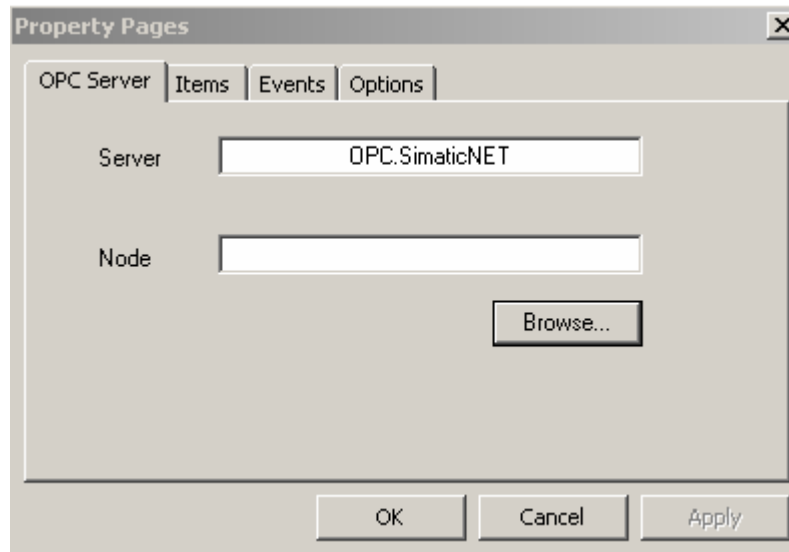 Property Pages
OPC Server Items Events Options
Server OPC.SimaticNET
Node
Browse...
OK Cancel Apply